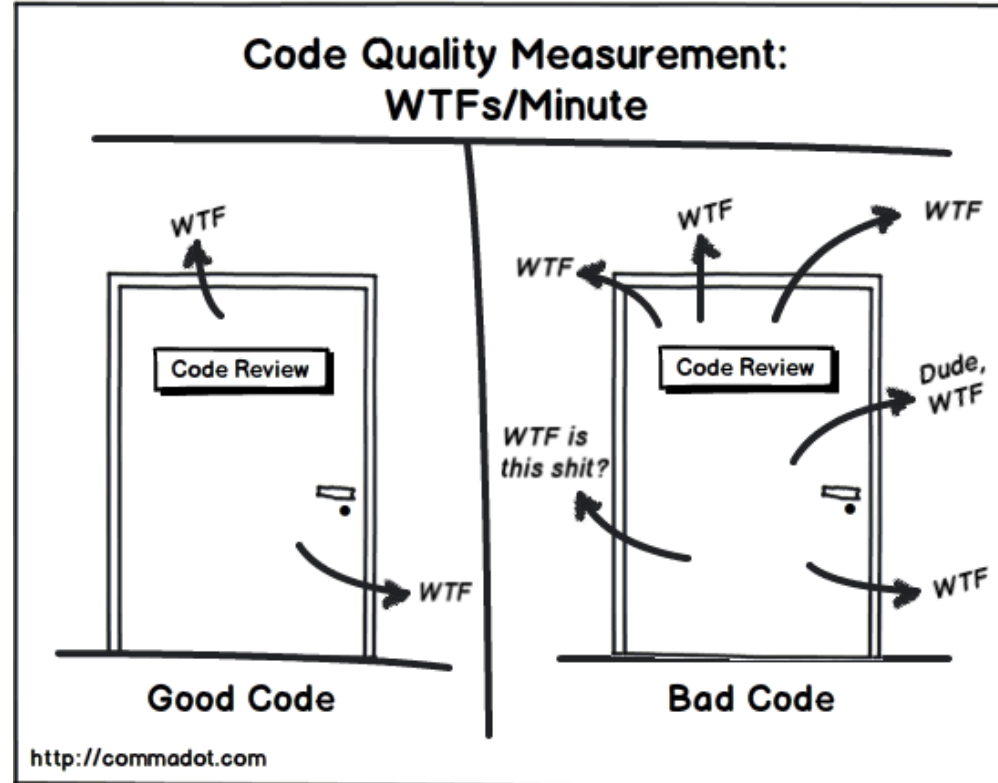 Code Quality Measurement:
WTFs/Minute
WTF
Code Review
WTF
Good Code
WTF
WTF
WTF
Code Review
Dude,
WTF
WTF is
this shit?
WTF
Bad Code
http://commadot.com